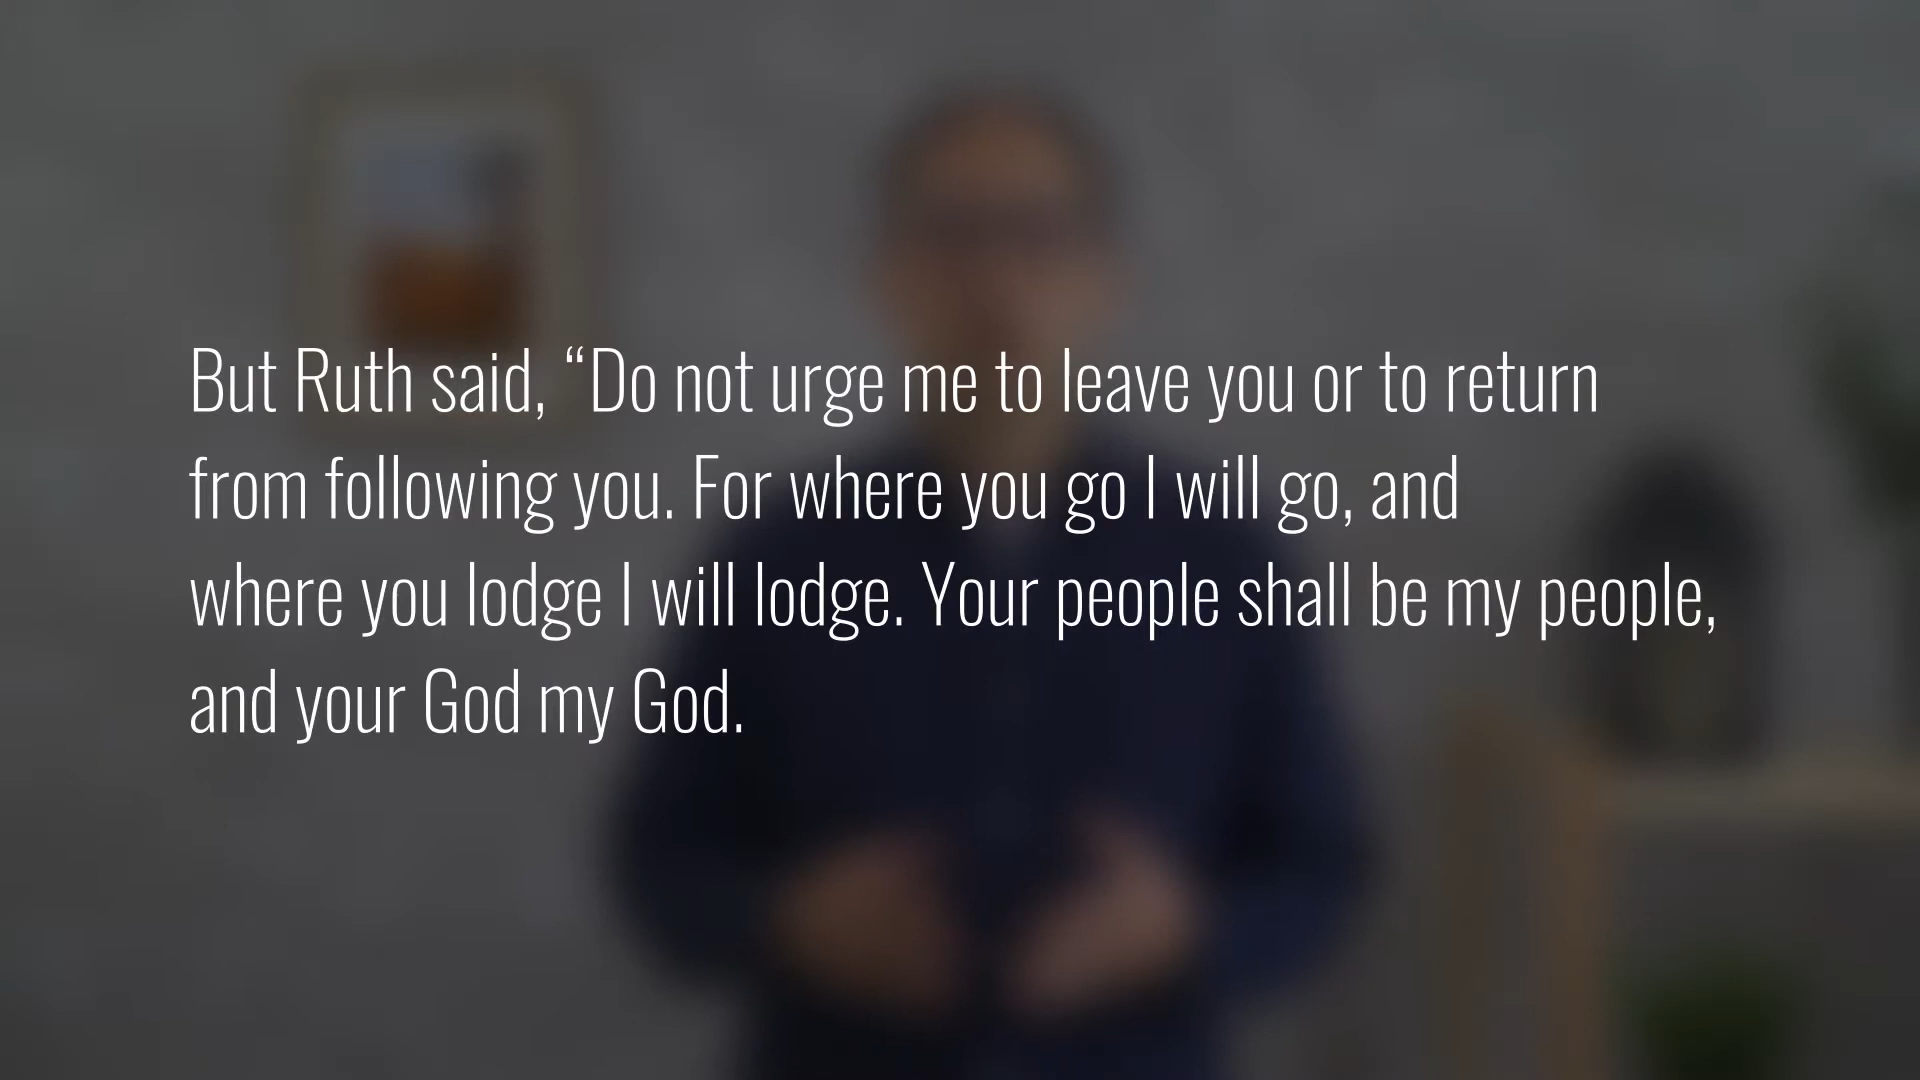 But Ruth said, “Do not urge me to leave you or to return
from following you. For where you go I will go, and
where you lodge I will lodge. Your people shall be my people,
and your God my God.